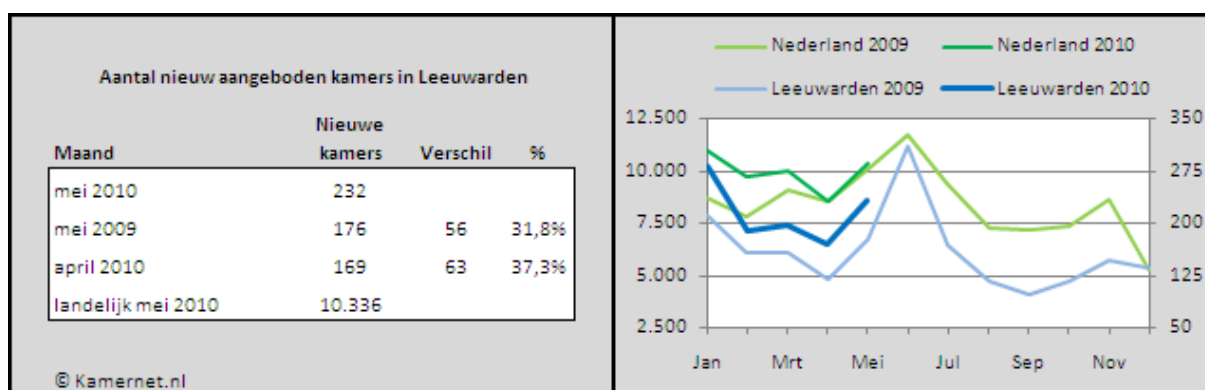 Aantal nieuw aangeboden kamers in Leeuwarden
Nieuwe
Maand kamers Verschil %
mei 2010 232
mei 2009 176 56 31,8%
april 2010 169 63 37,3%
landelijk mei 2010 10.336
© Kamernet.nl
Nederland 2009 Nederland 2010
Leeuwarden 2009 Leeuwarden 2010
12.500 350
10.000 275
7.500 200
5.000 125
2.500 50
Jan Mrt Mei Jul Sep Nov